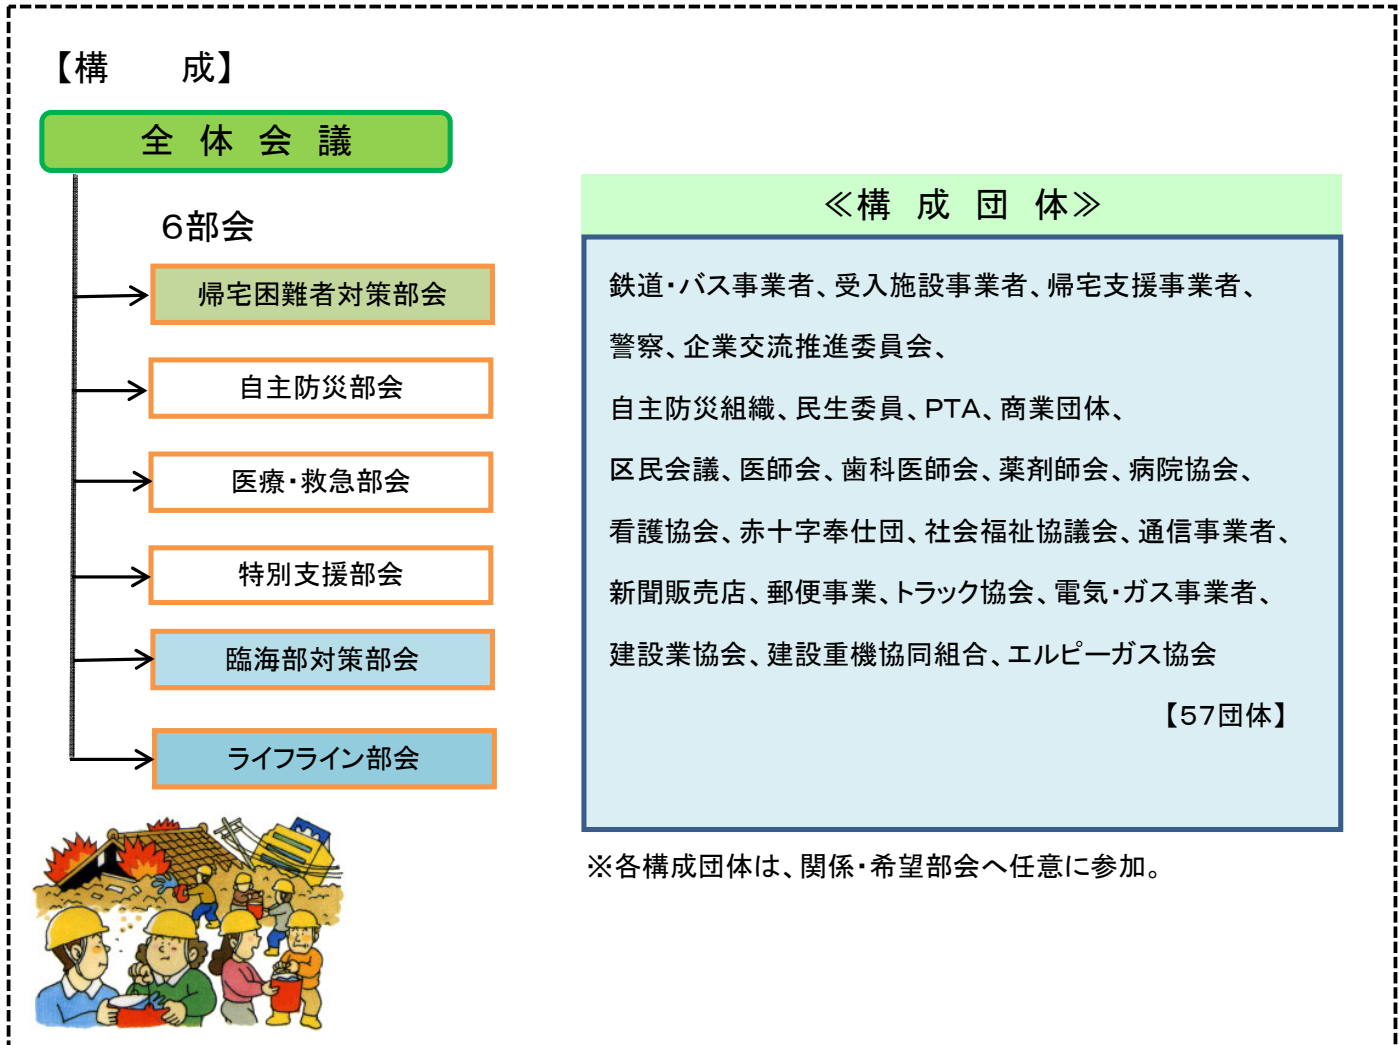 【構　　成】
全 体 会 議
６部会
帰宅困難者対策部会
自主防災部会
医療・救急部会
特別支援部会
臨海部対策部会
ライフライン部会
≪構 成 団 体≫
鉄道・バス事業者、受入施設事業者、帰宅支援事業者、
警察、企業交流推進委員会、
自主防災組織、民生委員、ＰＴＡ、商業団体、
区民会議、医師会、歯科医師会、薬剤師会、病院協会、
看護協会、赤十字奉仕団、社会福祉協議会、通信事業者、
新聞販売店、郵便事業、トラック協会、電気・ガス事業者、
建設業協会、建設重機協同組合、エルピーガス協会
【５７団体】
※各構成団体は、関係・希望部会へ任意に参加。